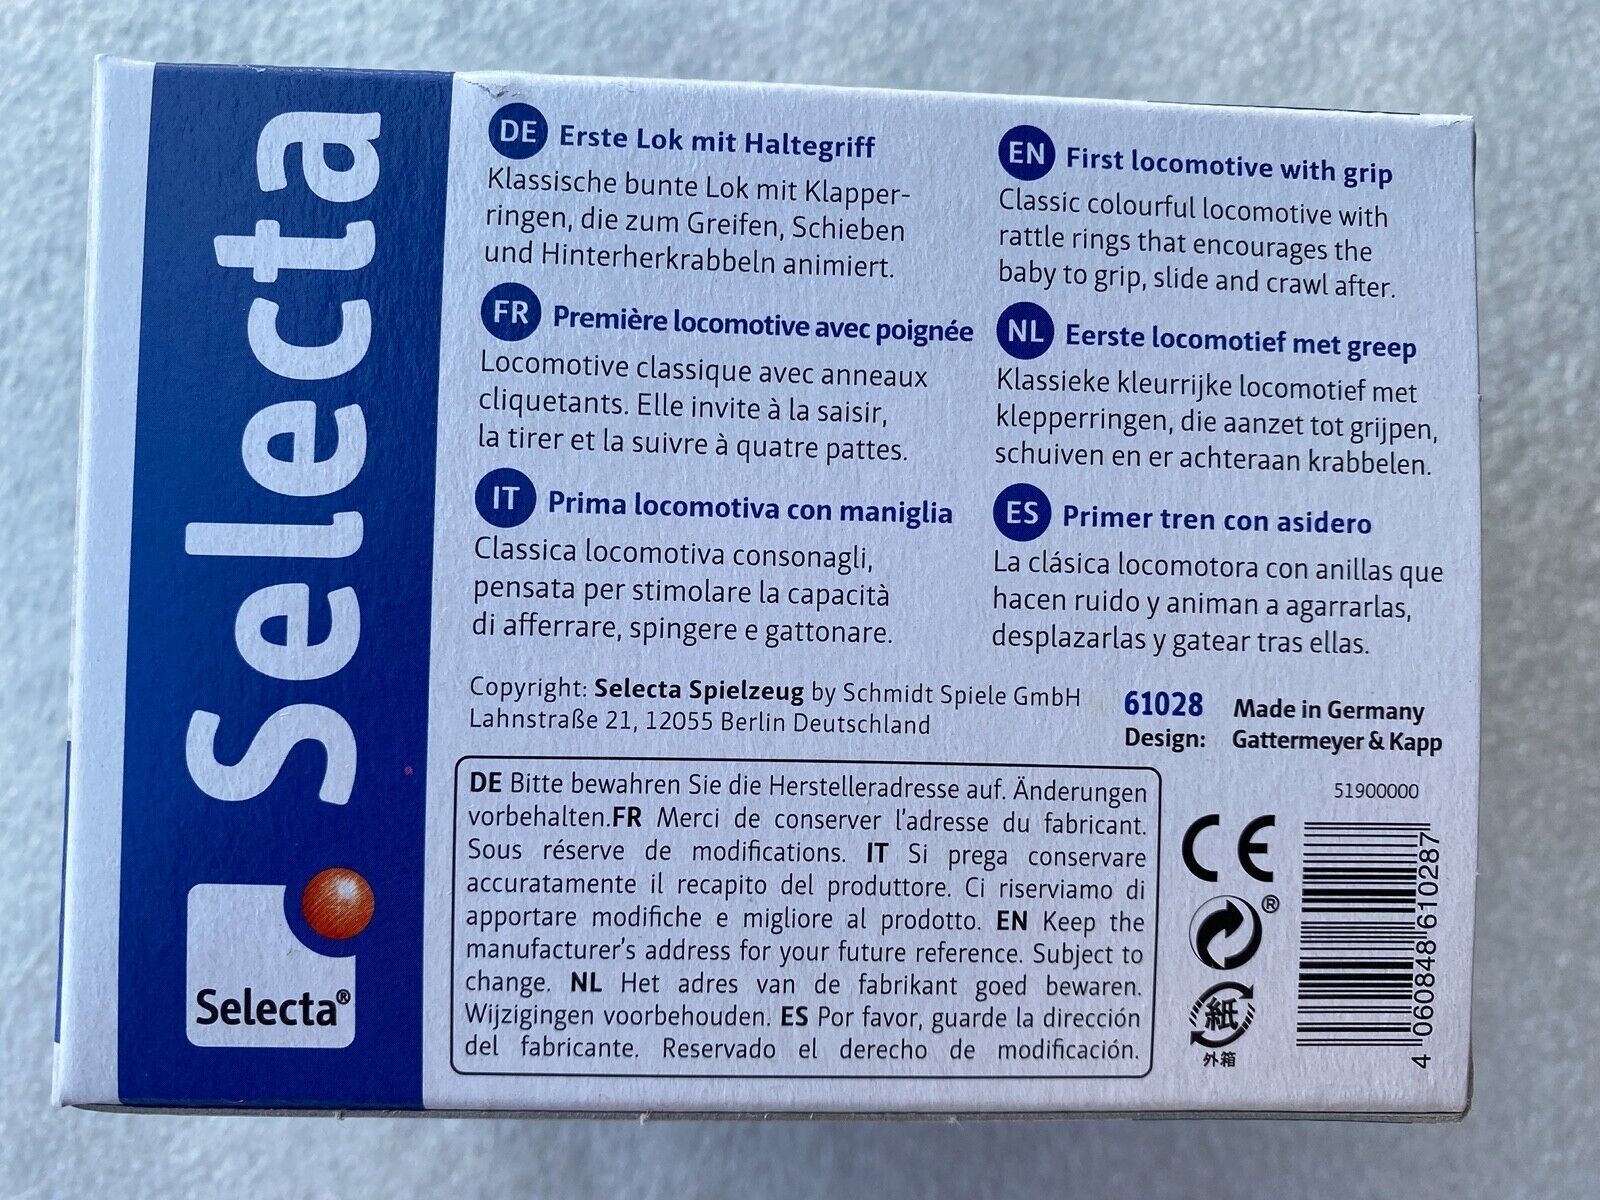 Selecta
Selecta®
DE Erste Lok mit Haltegriff
Klassische bunte Lok mit Klapper-
ringen, die zum Greifen, Schieben
und Hinterherkrabbeln animiert.
EN First locomotive with grip
Classic colourful locomotive with
rattle rings that encourages the
baby to grip, slide and crawl after.
FR Première locomotive avec poignée
Locomotive classique avec anneaux
cliquetants. Elle invite à la saisir,
la tirer et la suivre à quatre pattes.
NL Eerste locomotief met greep
Klassieke kleurrijke locomotief met
klepperringen, die aanzet tot grijpen,
schuiven en er achteraan krabbelen.
IT Prima locomotiva con maniglia
Classica locomotiva consonagli,
pensata per stimolare la capacità
di afferrare, spingere e gattonare.
ES Primer tren con asidero
La clásica locomotora con anillas que
hacen ruido y animan a agarrarlas,
desplazarlas y gatear tras ellas.
Copyright: Selecta Spielzeug by Schmidt Spiele GmbH
Lahnstraße 21, 12055 Berlin Deutschland
61028 Made in Germany
Design: Gattermeyer & Kapp
DE Bitte bewahren Sie die Herstelleradresse auf. Änderungen
vorbehalten.FR Merci de conserver l'adresse du fabricant.
Sous réserve de modifications. IT Si prega conservare
accuratamente il recapito del produttore. Ci riserviamo di
apportare modifiche e migliore al prodotto. EN Keep the
manufacturer's address for your future reference. Subject to
change. NL Het adres van de fabrikant goed bewaren.
Wijzigingen voorbehouden. ES Por favor, guarde la dirección
del fabricante. Reservado el derecho de modificación.
51900000
CE
®
紙
外箱
4 060848 610287